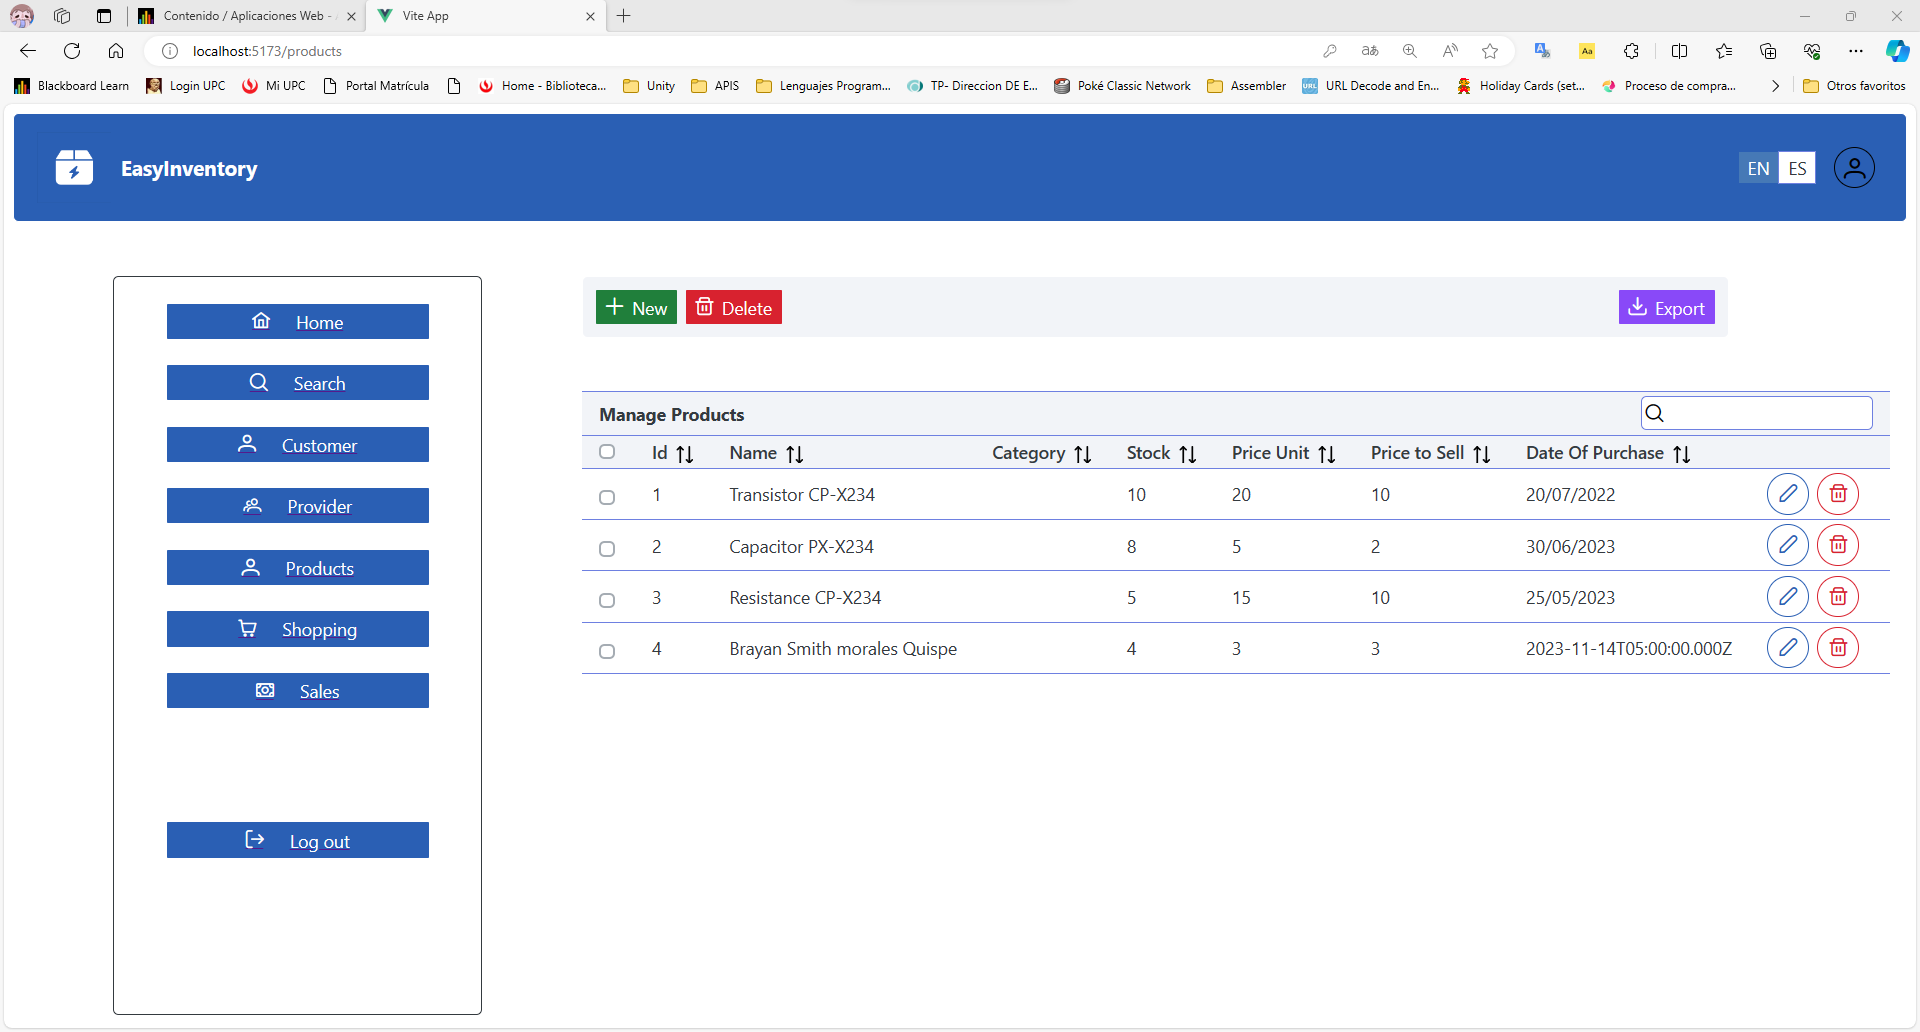 Contenido / Aplicaciones Web -
Vite App
localhost:5173/products
Blackboard Learn
Login UPC
Mi UPC
Portal Matrícula
Home - Biblioteca...
Unity
APIS
Lenguajes Program...
TP- Direccion DE E...
Poké Classic Network
Assembler
URL Decode and En...
Holiday Cards (set...
Proceso de compra...
Otros favoritos
EasyInventory
EN ES
Home
Search
Customer
Provider
Products
Shopping
Sales
Log out
New Delete Export
Manage Products
Id Name Category Stock Price Unit Price to Sell Date Of Purchase
1 Transistor CP-X234 10 20 10 20/07/2022
2 Capacitor PX-X234 8 5 2 30/06/2023
3 Resistance CP-X234 5 15 10 25/05/2023
4 Brayan Smith morales Quispe 4 3 3 2023-11-14T05:00:00.000Z